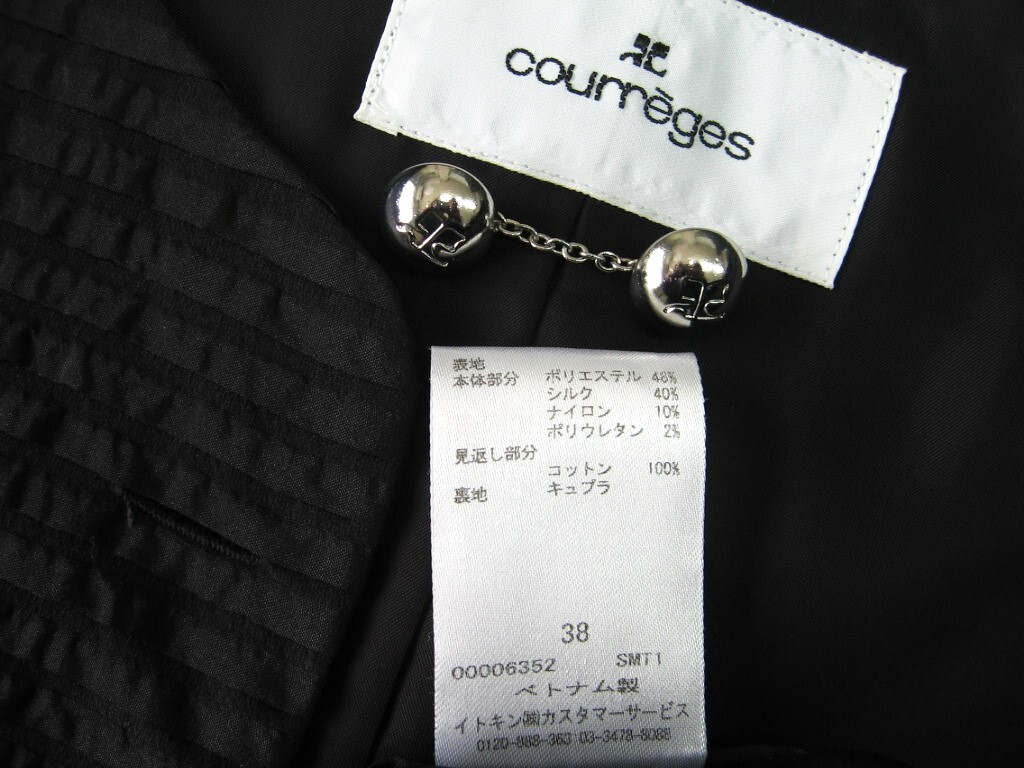 courrèges
表地
本体部分 ポリエステル 48%
シルク 40%
ナイロン 10%
ポリウレタン 2%
見返し部分
コットン 100%
裏地 キュプラ
38
00006352 SMT1
ベトナム製
イトキン㈱カスタマーサービス
0120-888-363 03-3478-8088